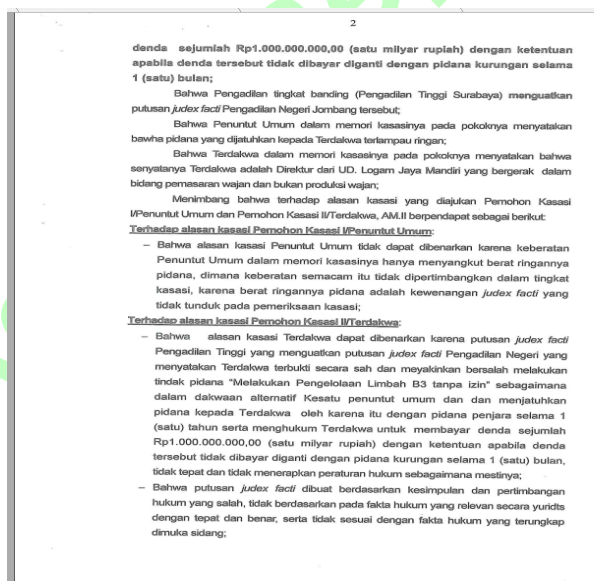 2
denda sejumlah Rp1.000.000.000,00 (satu milyar rupiah) dengan ketentuan
apabila denda tersebut tidak dibayar diganti dengan pidana kurungan selama
1 (satu) bulan;
Bahwa Pengadilan tingkat banding (Pengadilan Tinggi Surabaya) menguatkan
putusan judex facti Pengadilan Negeri Jombang tersebut;
Bahwa Penuntut Umum dalam memori kasasinya pada pokoknya menyatakan
bawha pidana yang dijatuhkan kepada Terdakwa terlampau ringan;
Bahwa Terdakwa dalam memori kasasinya pada pokoknya menyatakan bahwa
senyatanya Terdakwa adalah Direktur dari UD. Logam Jaya Mandiri yang bergerak dalam
bidang pemasaran wajan dan bukan produksi wajan;
Menimbang bahwa terhadap alasan kasasi yang diajukan Pemohon Kasasi
I/Penuntut Umum dan Pemohon Kasasi II/Terdakwa, AM.II berpendapat sebagai berikut:
Terhadap alasan kasasi Pemohon Kasasi I/Penuntut Umum:
– Bahwa alasan kasasi Penuntut Umum tidak dapat dibenarkan karena keberatan
Penuntut Umum dalam memori kasasinya hanya menyangkut berat ringannya
pidana, dimana keberatan semacam itu tidak dipertimbangkan dalam tingkat
kasasi, karena berat ringannya pidana adalah kewenangan judex facti yang
tidak tunduk pada pemeriksaan kasasi;
Terhadap alasan kasasi Pemohon Kasasi II/Terdakwa:
– Bahwa alasan kasasi Terdakwa dapat dibenarkan karena putusan judex facti
Pengadilan Tinggi yang menguatkan putusan judex facti Pengadilan Negeri yang
menyatakan Terdakwa terbukti secara sah dan meyakinkan bersalah melakukan
tindak pidana "Melakukan Pengelolaan Limbah B3 tanpa izin" sebagaimana
dalam dakwaan alternatif Kesatu penuntut umum dan dan menjatuhkan
pidana kepada Terdakwa oleh karena itu dengan pidana penjara selama 1
(satu) tahun serta menghukum Terdakwa untuk membayar denda sejumlah
Rp1.000.000.000,00 (satu milyar rupiah) dengan ketentuan apabila denda
tersebut tidak dibayar diganti dengan pidana kurungan selama 1 (satu) bulan,
tidak tepat dan tidak menerapkan peraturan hukum sebagaimana mestinya;
– Bahwa putusan judex facti dibuat berdasarkan kesimpulan dan pertimbangan
hukum yang salah, tidak berdasarkan pada fakta hukum yang relevan secara yuridts
dengan tepat dan benar, serta tidak sesuai dengan fakta hukum yang terungkap
dimuka sidang;